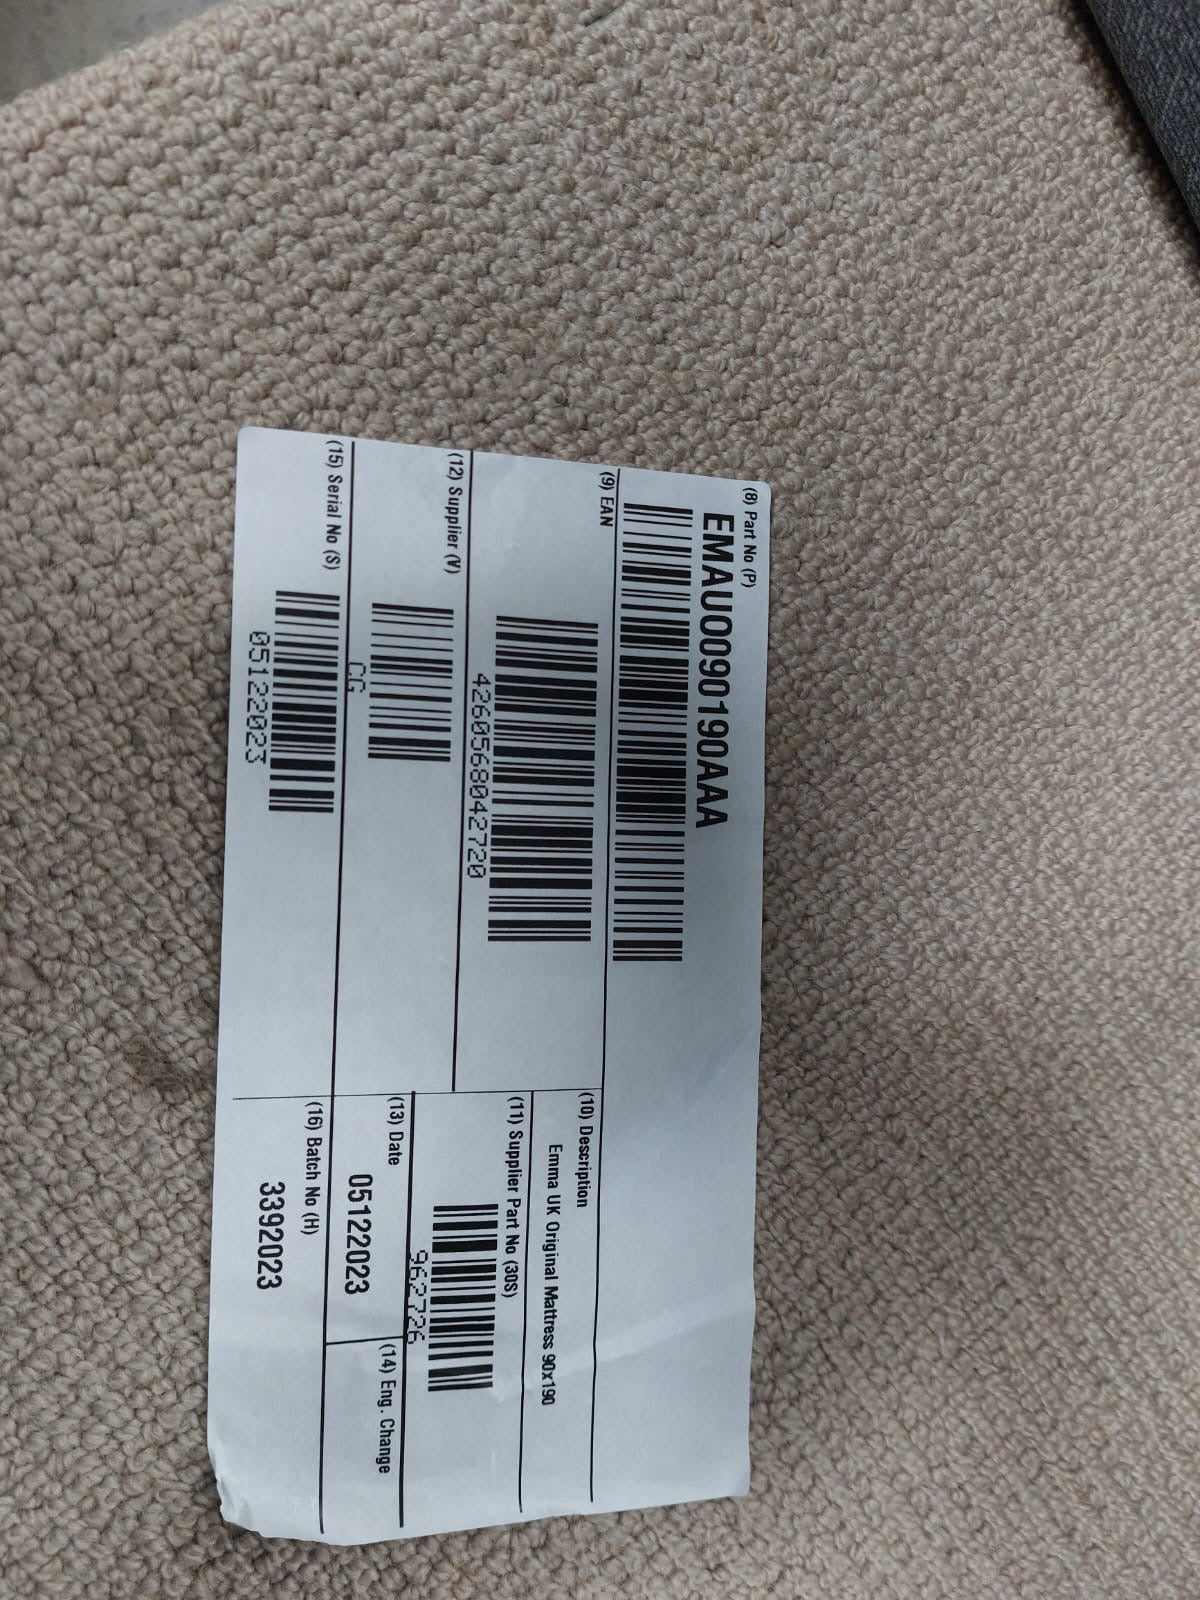 (8) Part No (P)
EMAU0090190AAA
(9) EAN
4260568042720
(10) Description
Emma UK Original Mattress 90x190
(11) Supplier Part No (30S)
962726
(12) Supplier (V)
CG
(13) Date
05122023
(14) Eng. Change
(15) Serial No (S)
05122023
(16) Batch No (H)
3392023